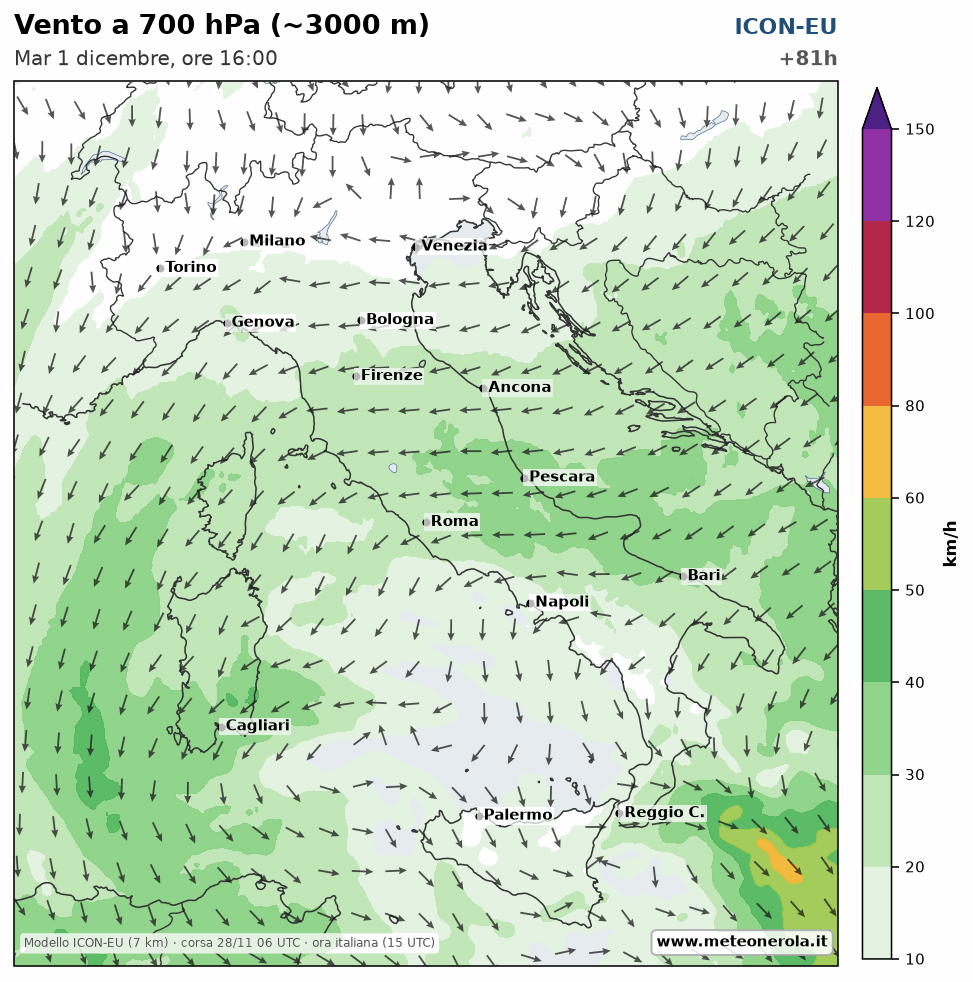 Vento a 700 hPa (~3000 m)
ICON-EU
Mar 1 dicembre, ore 16:00
+81h
150
120
100
80
60
50
40
30
20
10
km/h
Milano
Venezia
Torino
Genova
Bologna
Firenze
Ancona
Pescara
Roma
Bari
Napoli
Cagliari
Palermo
Reggio C.
Modello ICON-EU (7 km) · corsa 28/11 06 UTC · ora italiana (15 UTC)
www.meteonerola.it